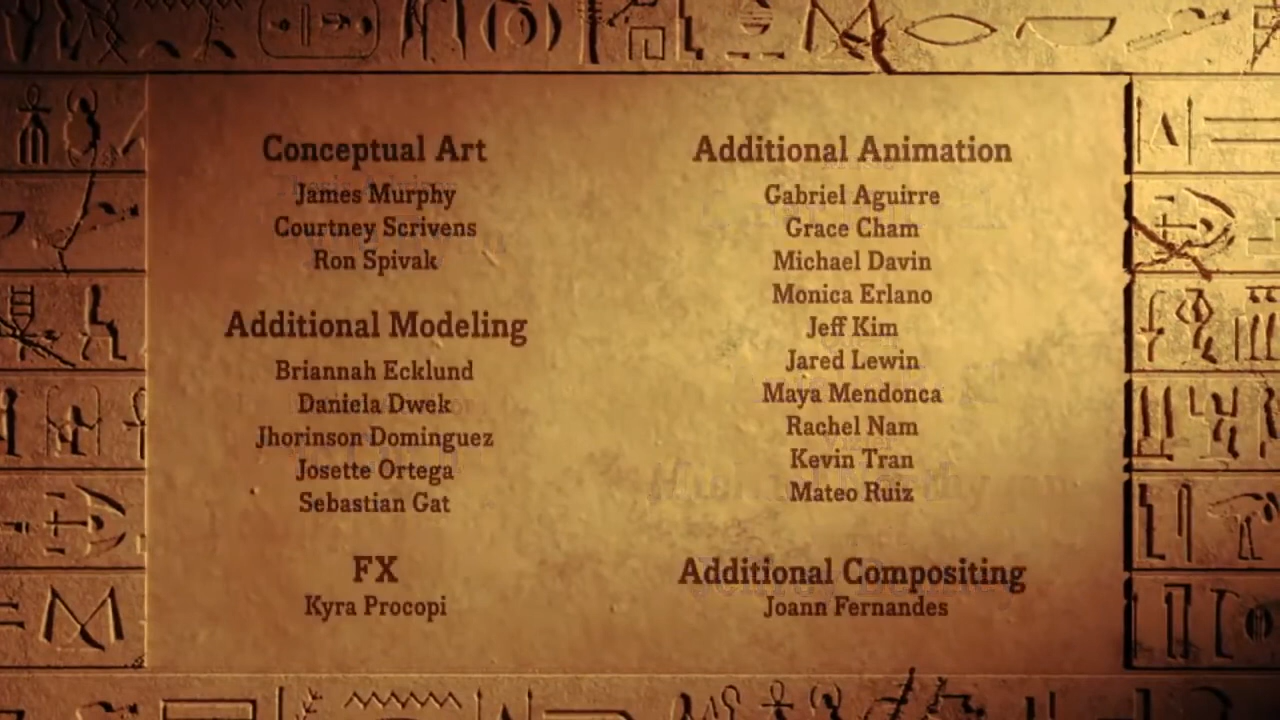 Conceptual Art
James Murphy
Courtney Scrivens
Ron Spivak
Additional Modeling
Briannah Ecklund
Daniela Dwek
Jhorinson Dominguez
Josette Ortega
Sebastian Gat
FX
Kyra Procopi
Additional Animation
Gabriel Aguirre
Grace Cham
Michael Davin
Monica Erlano
Jeff Kim
Jared Lewin
Maya Mendonca
Rachel Nam
Kevin Tran
Mateo Ruiz
Additional Compositing
Joann Fernandes